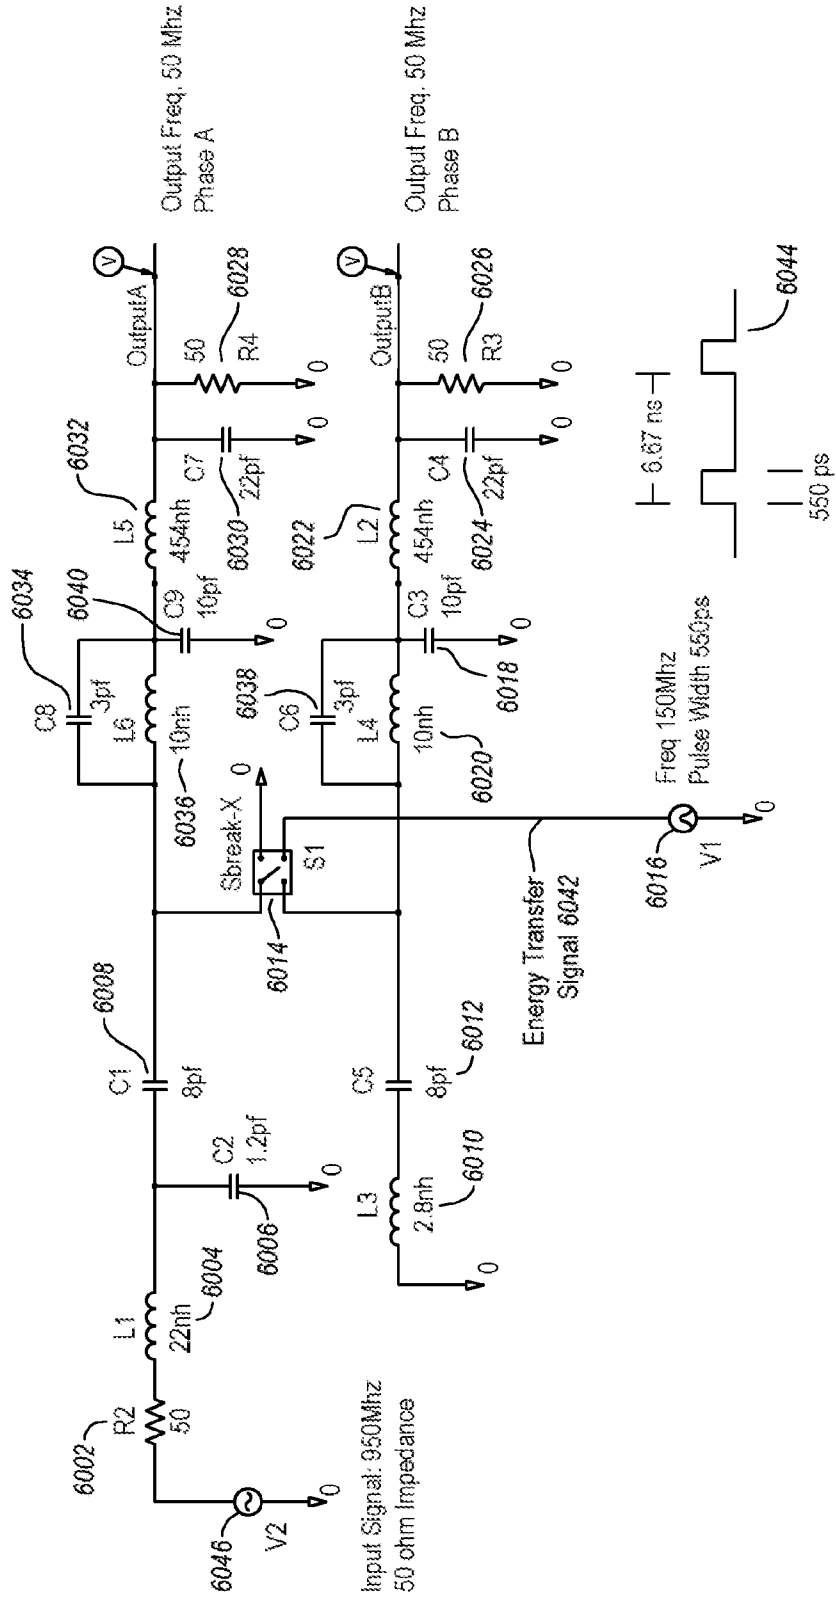 6046
V2
Input Signal: 950Mhz
50 ohm Impedance
0
6002
R2
50
L1
22nh
6004
C2
1.2pf
6006
0
C1
8pf
6008
L3
2.8nh
6010
0
C5
8pf
6012
Sbreak-X
S1
6014
0
Energy Transfer
Signal 6042
6016
V1
0
Freq 150Mhz
Pulse Width 550ps
C8
3pf
6034
L6
10nh
6036
6040
C9
10pf
0
C6
3pf
6038
L4
10nh
6020
C3
10pf
6018
0
L5
454nh
6032
C7
22pf
6030
0
OutputA
V
50
R4
6028
0
Output Freq. 50 Mhz
Phase A
L2
454nh
6022
C4
22pf
6024
0
OutputB
V
50
R3
6026
0
Output Freq. 50 Mhz
Phase B
6.67 ns
550 ps
6044